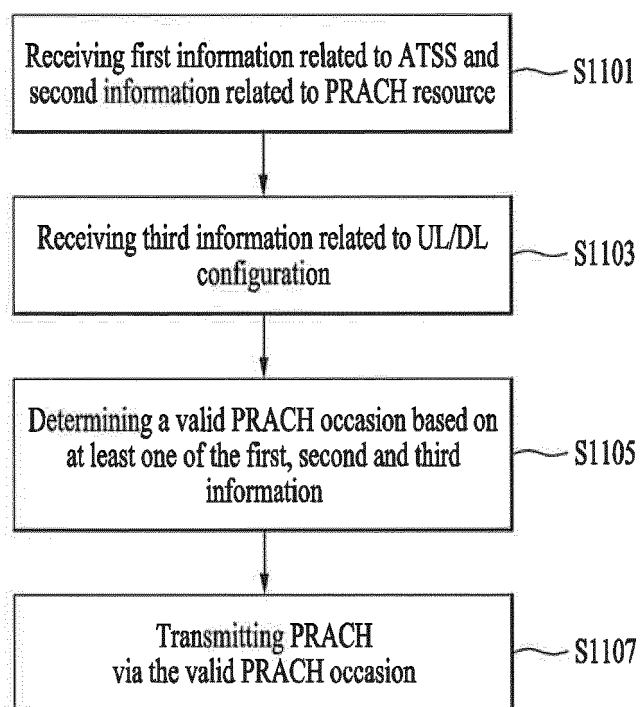 Receiving first information related to ATSS and
second information related to PRACH resource
S1101
Receiving third information related to UL/DL
configuration
S1103
Determining a valid PRACH occasion based on
at least one of the first, second and third
information
S1105
Transmitting PRACH
via the valid PRACH occasion
S1107